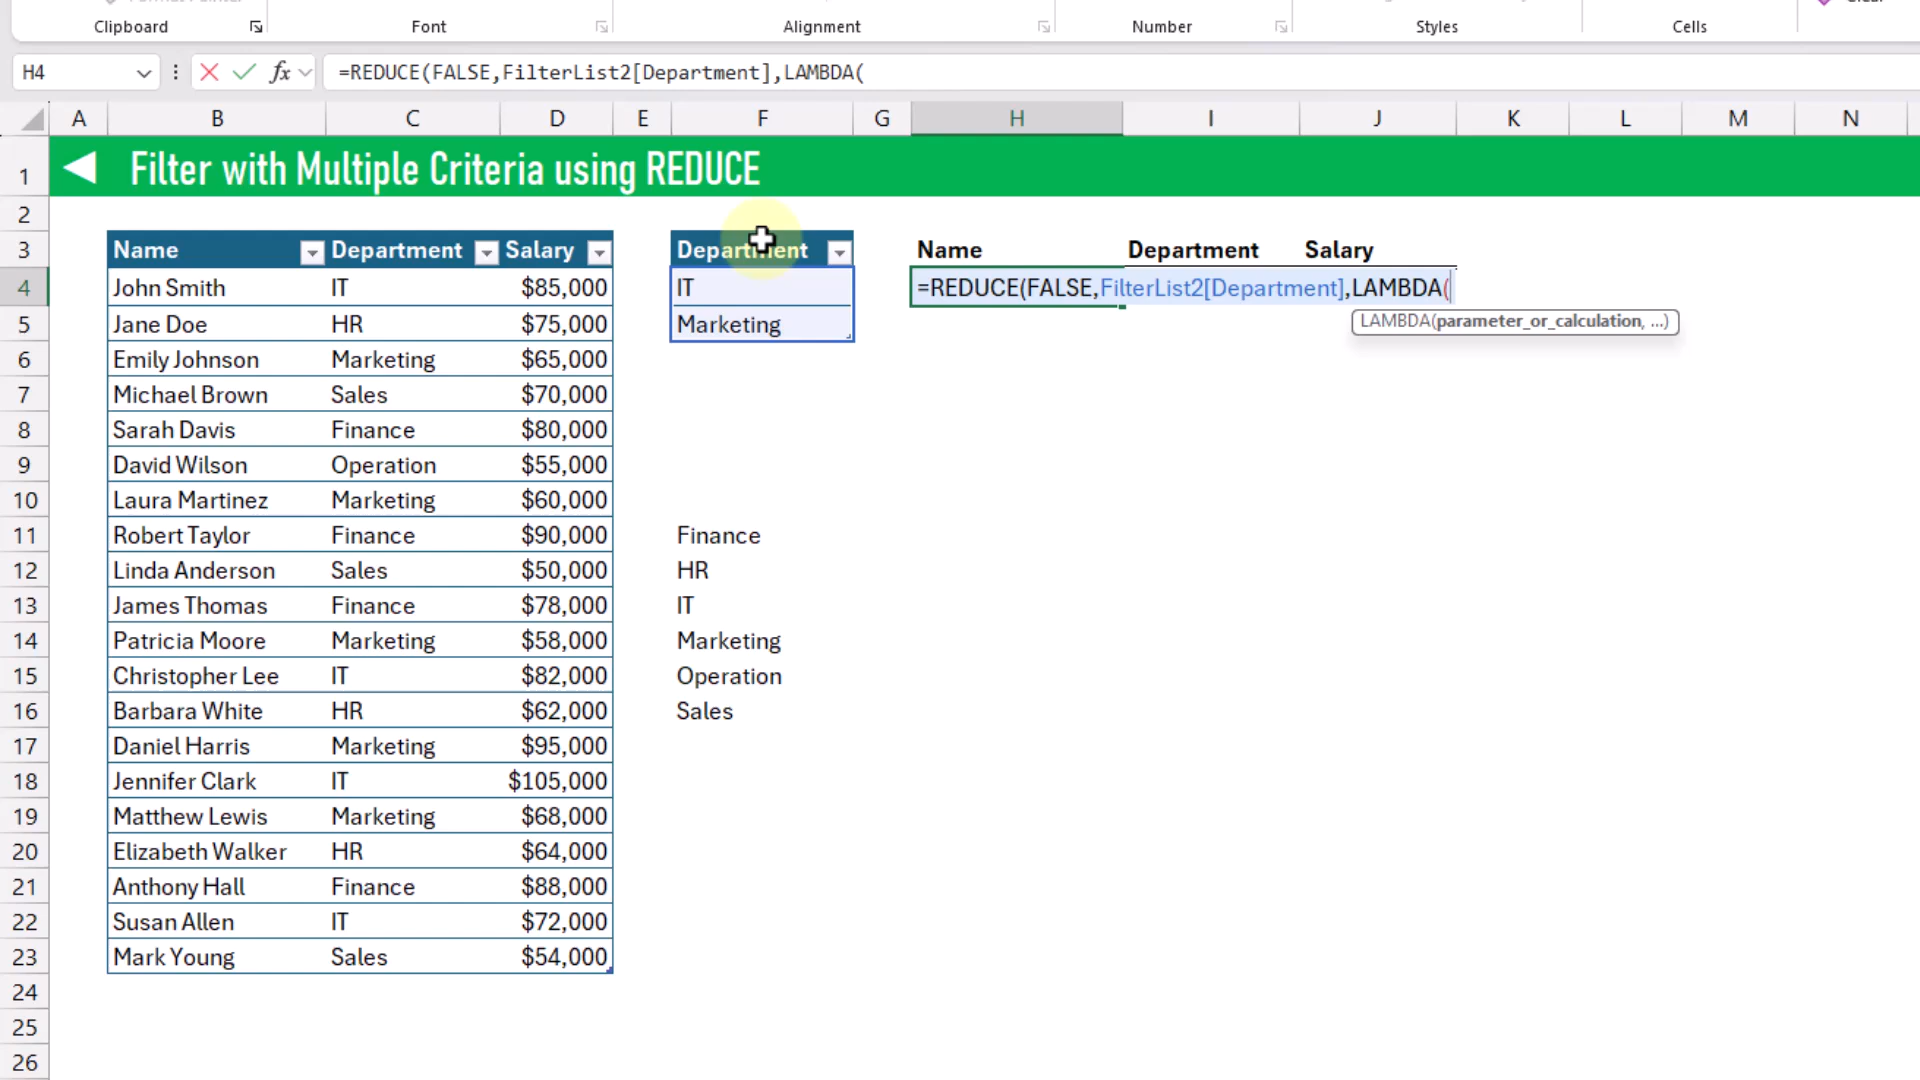 Clipboard Font Alignment Number Styles Cells
H4 fx =REDUCE(FALSE,FilterList2[Department],LAMBDA(
A B C D E F G H I J K L M N
1 Filter with Multiple Criteria using REDUCE
2
3 Name Department Salary Department Name Department Salary
4 John Smith IT $85,000 IT =REDUCE(FALSE,FilterList2[Department],LAMBDA(
LAMBDA(parameter_or_calculation, ...)
5 Jane Doe HR $75,000 Marketing
6 Emily Johnson Marketing $65,000
7 Michael Brown Sales $70,000
8 Sarah Davis Finance $80,000
9 David Wilson Operation $55,000
10 Laura Martinez Marketing $60,000
11 Robert Taylor Finance $90,000 Finance
12 Linda Anderson Sales $50,000 HR
13 James Thomas Finance $78,000 IT
14 Patricia Moore Marketing $58,000 Marketing
15 Christopher Lee IT $82,000 Operation
16 Barbara White HR $62,000 Sales
17 Daniel Harris Marketing $95,000
18 Jennifer Clark IT $105,000
19 Matthew Lewis Marketing $68,000
20 Elizabeth Walker HR $64,000
21 Anthony Hall Finance $88,000
22 Susan Allen IT $72,000
23 Mark Young Sales $54,000
24
25
26